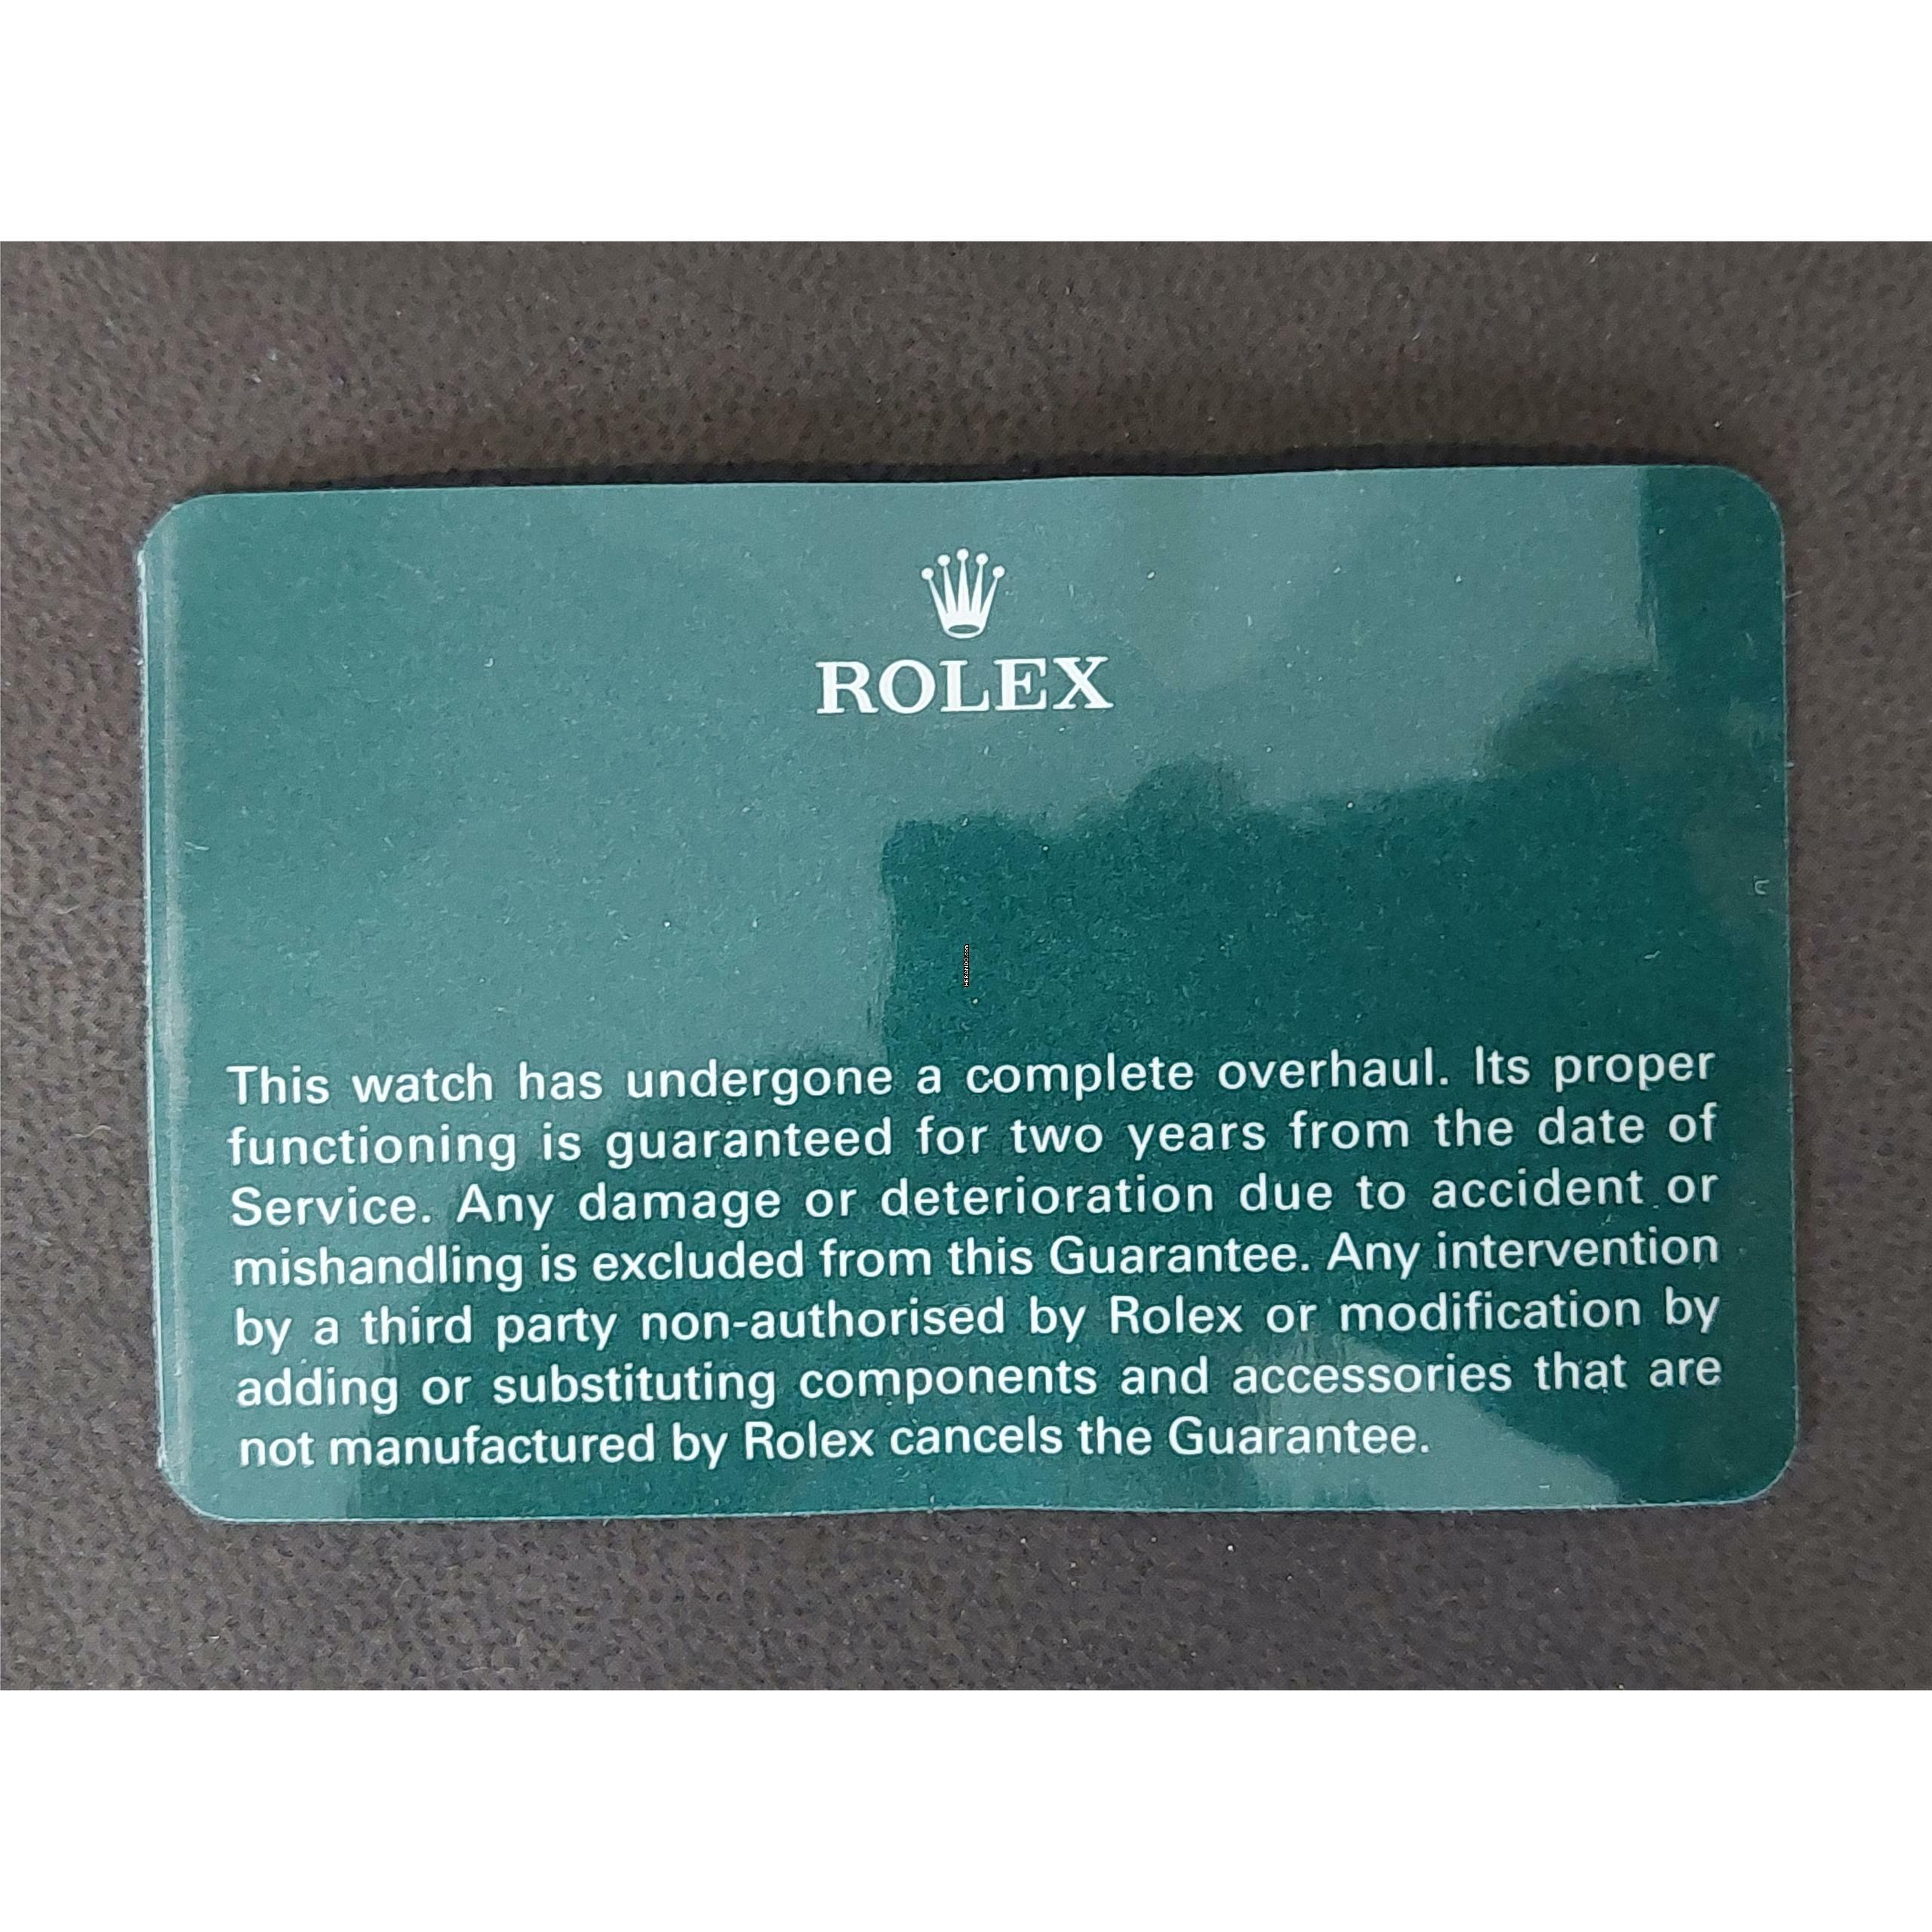 ROLEX
HERANDO.com
This watch has undergone a complete overhaul. Its proper
functioning is guaranteed for two years from the date of
Service. Any damage or deterioration due to accident or
mishandling is excluded from this Guarantee. Any intervention
by a third party non-authorised by Rolex or modification by
adding or substituting components and accessories that are
not manufactured by Rolex cancels the Guarantee.